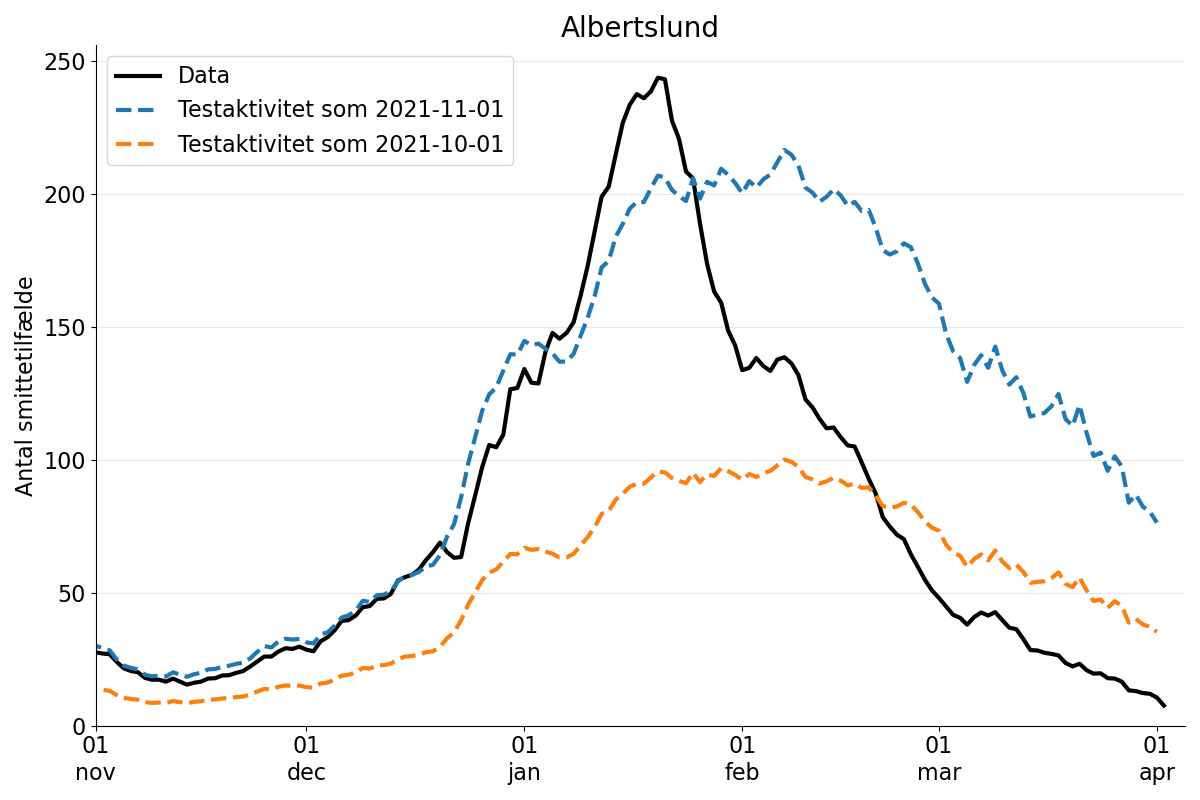 Albertslund
Data
Testaktivitet som 2021-11-01
Testaktivitet som 2021-10-01
Antal smittetilfælde
250
200
150
100
50
0
01 01 01 01 01 01
nov dec jan feb mar apr